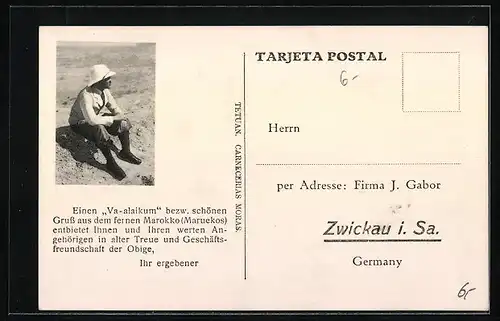 TARJETA POSTAL
6-
Herrn
per Adresse: Firma J. Gabor
Zwickau i. Sa.
Germany
6,-
TETUAN. CARNECERIAS MORAS.
Einen „Va-alaikum" bezw. schönen
Gruß aus dem fernen Marokko (Maruekos)
entbietet Ihnen und Ihren werten An-
gehörigen in alter Treue und Geschäfts-
freundschaft der Obige,
Ihr ergebener